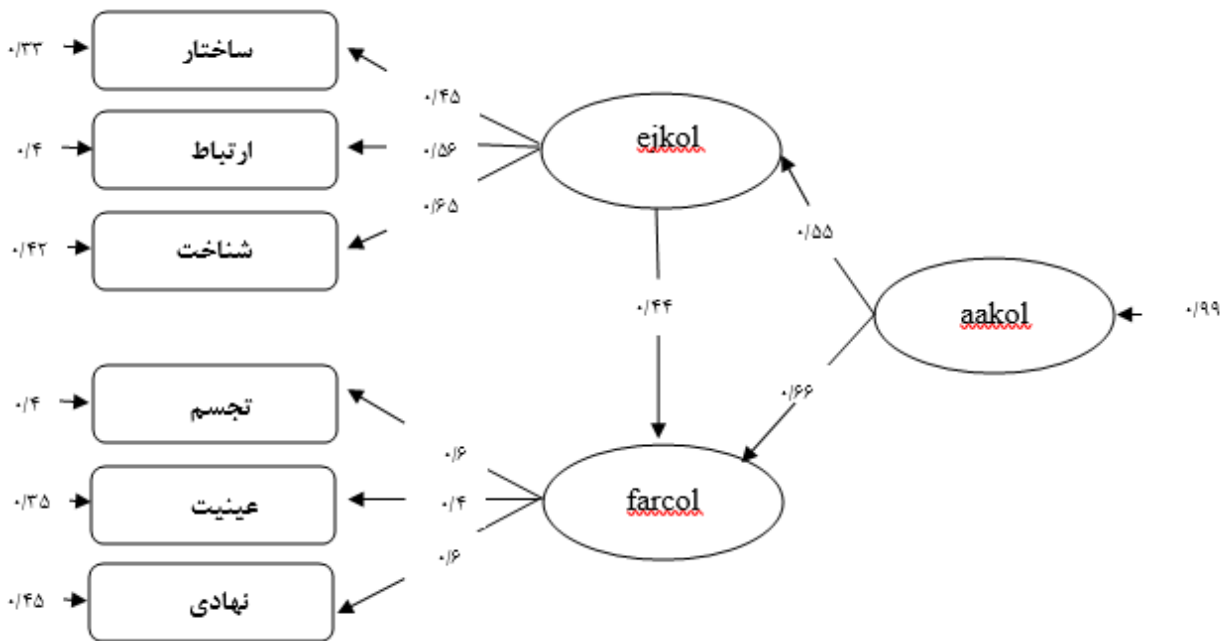 ۰/۳۳
ساختار
۰/۴۵
۰/۴
ارتباط
ejkol
۰/۵۶
۰/۶۵
۰/۴۲
شناخت
۰/۵۵
۰/۴۴
aakol
۰/۹۹
۰/۴
تجسم
۰/۶۶
۰/۶
۰/۳۵
عینیت
۰/۴
farcol
۰/۶
۰/۴۵
نهادی